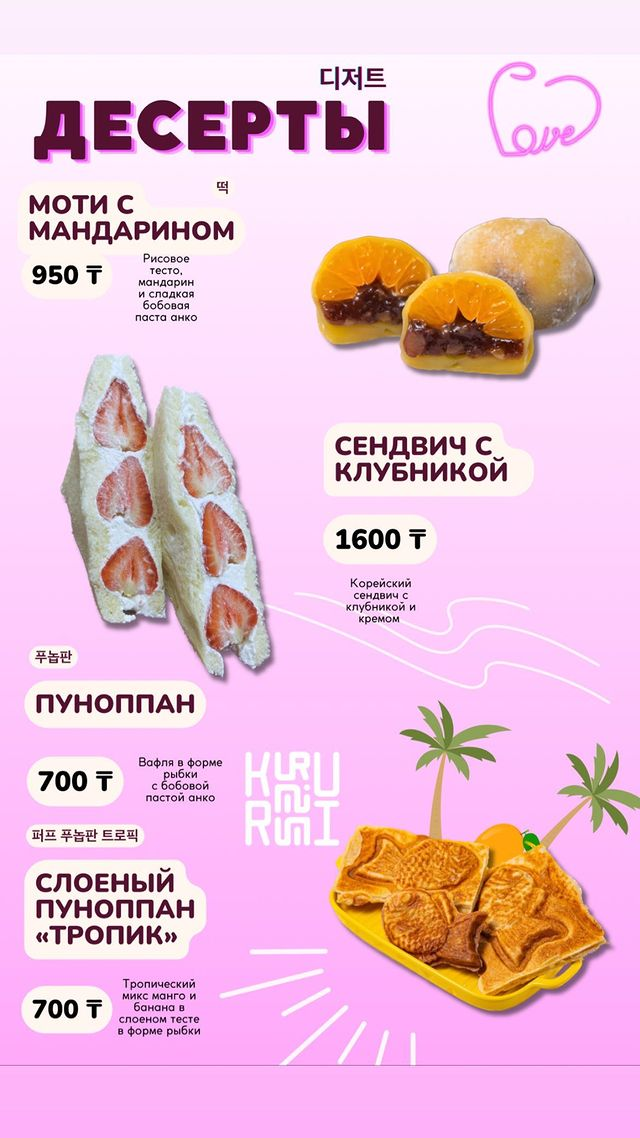 디저트
ДЕСЕРТЫ
Love
떡
МОТИ С
МАНДАРИНОМ
950 ₸
Рисовое
тесто,
мандарин
и сладкая
бобовая
паста анко
СЕНДВИЧ С
КЛУБНИКОЙ
1600 ₸
Корейский
сендвич с
клубникой и
кремом
푸놉판
ПУНОППАН
700 ₸
Вафля в форме
рыбки
с бобовой
пастой анко
퍼프 푸놉판 트로픽
СЛОЕНЫЙ
ПУНОППАН
«ТРОПИК»
700 ₸
Тропический
микс манго и
банана в
слоеном тесте
в форме рыбки